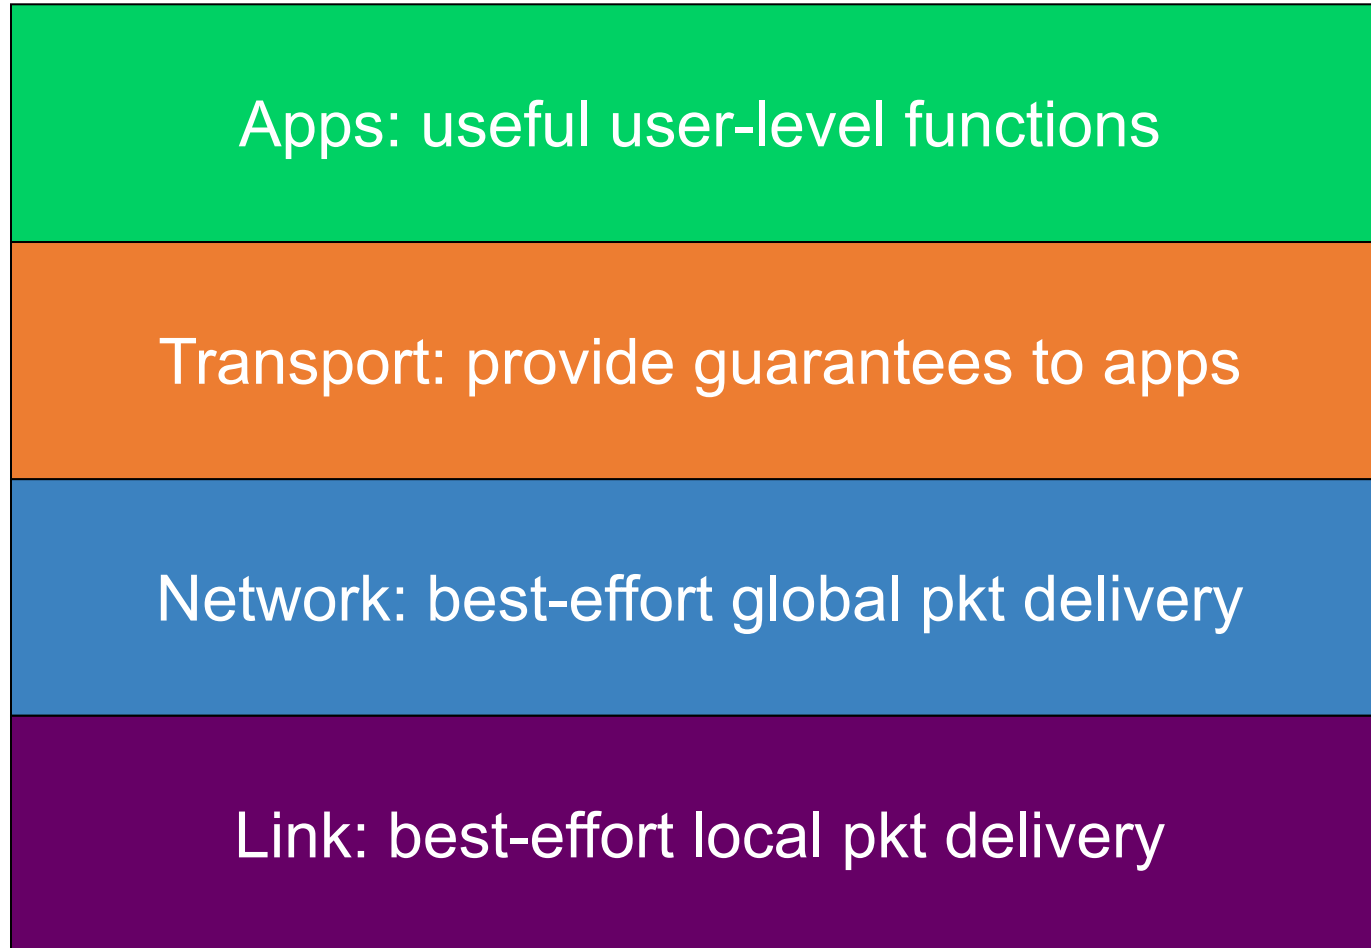 Apps: useful user-level functions
Transport: provide guarantees to apps
Network: best-effort global pkt delivery
Link: best-effort local pkt delivery